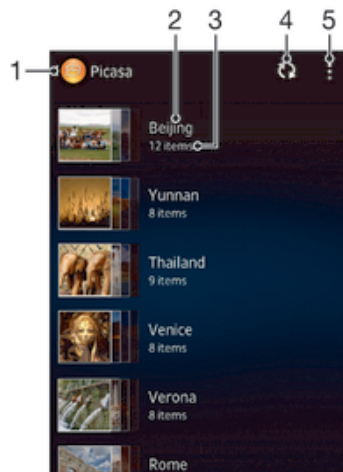 2 3 4 5
1 Picasa
Beijing
12 items
Yunnan
8 items
Thailand
9 items
Venice
8 items
Verona
8 items
Rome